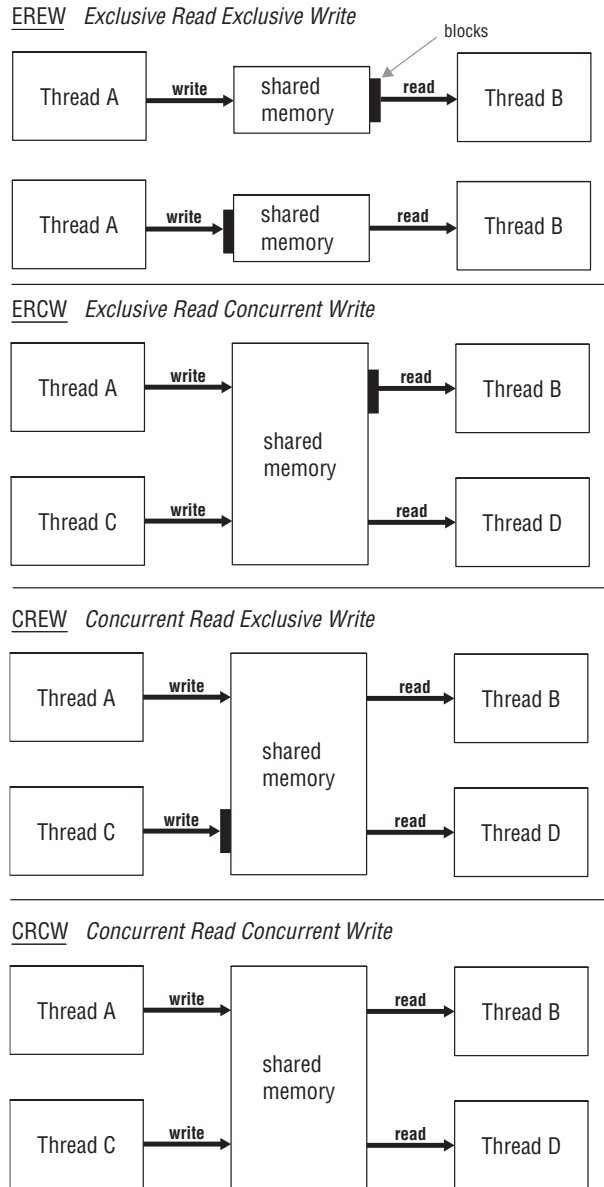 EREW Exclusive Read Exclusive Write
blocks
Thread A
write
shared
memory
read
Thread B
Thread A
write
shared
memory
read
Thread B
ERCW Exclusive Read Concurrent Write
Thread A
write
shared
memory
read
Thread B
Thread C
write
read
Thread D
CREW Concurrent Read Exclusive Write
Thread A
write
shared
memory
read
Thread B
Thread C
write
read
Thread D
CRCW Concurrent Read Concurrent Write
Thread A
write
shared
memory
read
Thread B
Thread C
write
read
Thread D